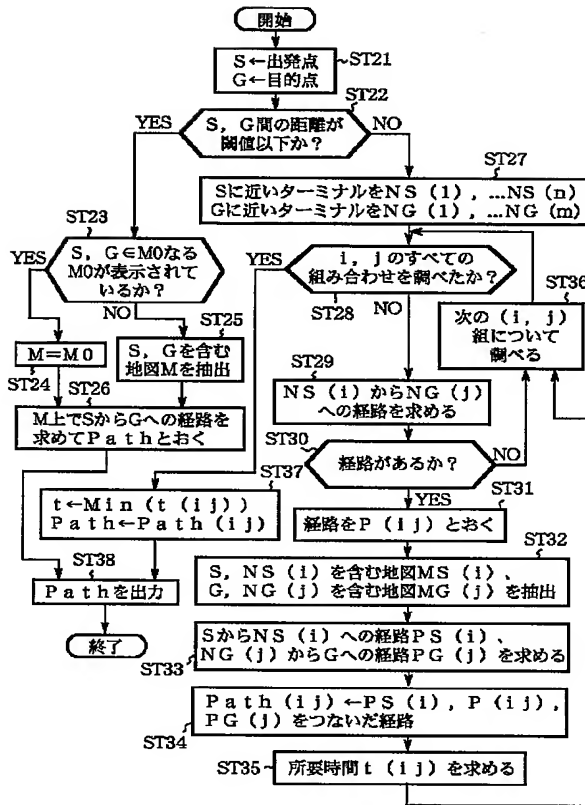 開始
S←出発点
G←目的点
ST21
ST22
S，G間の距離が
閾値以下か？
YES
NO
ST27
Sに近いターミナルをNS（1），…NS（n）
Gに近いターミナルをNG（1），…NG（m）
ST23
S，G∈M0なる
M0が表示されて
いるか？
YES
NO
i，jのすべての
組み合わせを調べたか？
YES
NO
ST28
ST36
次の（i，j）
組について
調べる
M＝M0
ST24
ST25
S，Gを含む
地図Mを抽出
ST26
M上でSからGへの経路を
求めてPathとおく
ST29
NS（i）からNG（j）
への経路を求める
ST30
経路があるか？
NO
YES
ST37
t←Min（t（ij））
Path←Path（ij）
ST31
経路をP（ij）とおく
ST32
S，NS（i）を含む地図MS（i）、
G，NG（j）を含む地図MG（j）を抽出
ST38
Pathを出力
終了
SからNS（i）への経路PS（i）、
NG（j）からGへの経路PG（j）を求める
ST33
Path（ij）←PS（i），P（ij），
PG（j）をつないだ経路
ST34
ST35
所要時間t（ij）を求める